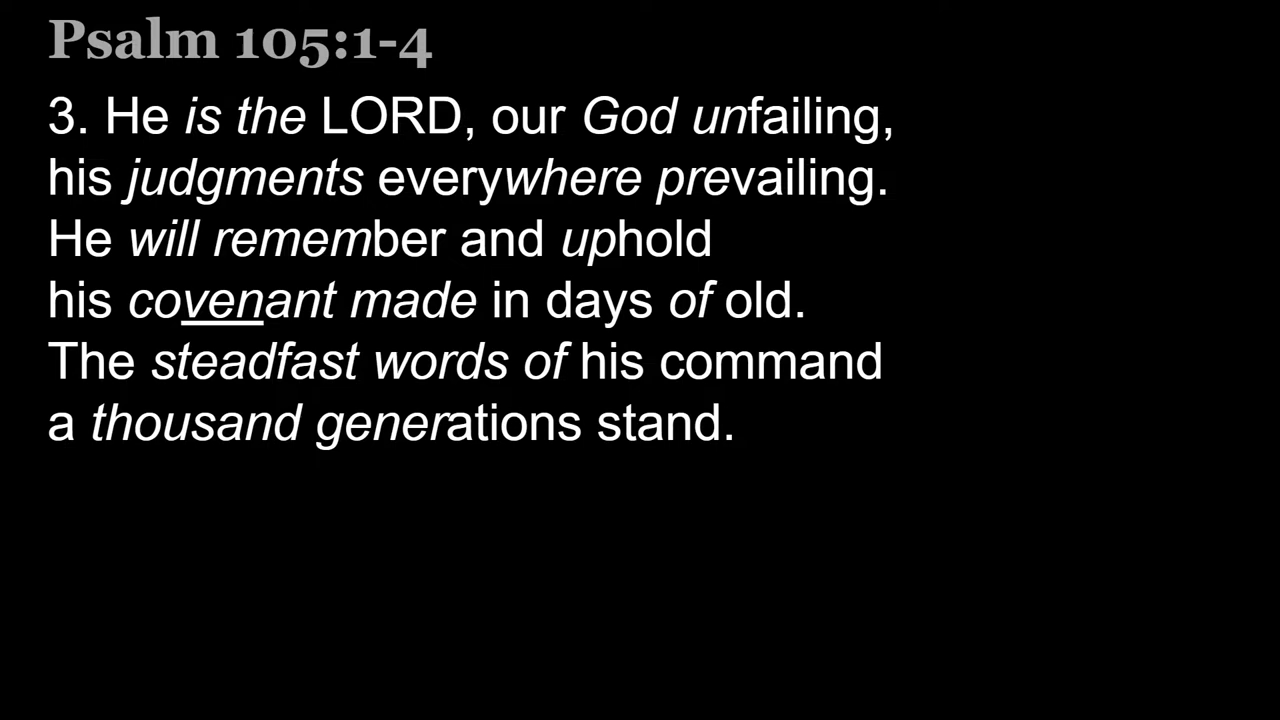 Psalm 105:1-4
3. He is the LORD, our God unfailing,
his judgments everywhere prevailing.
He will remember and uphold
his covenant made in days of old.
The steadfast words of his command
a thousand generations stand.